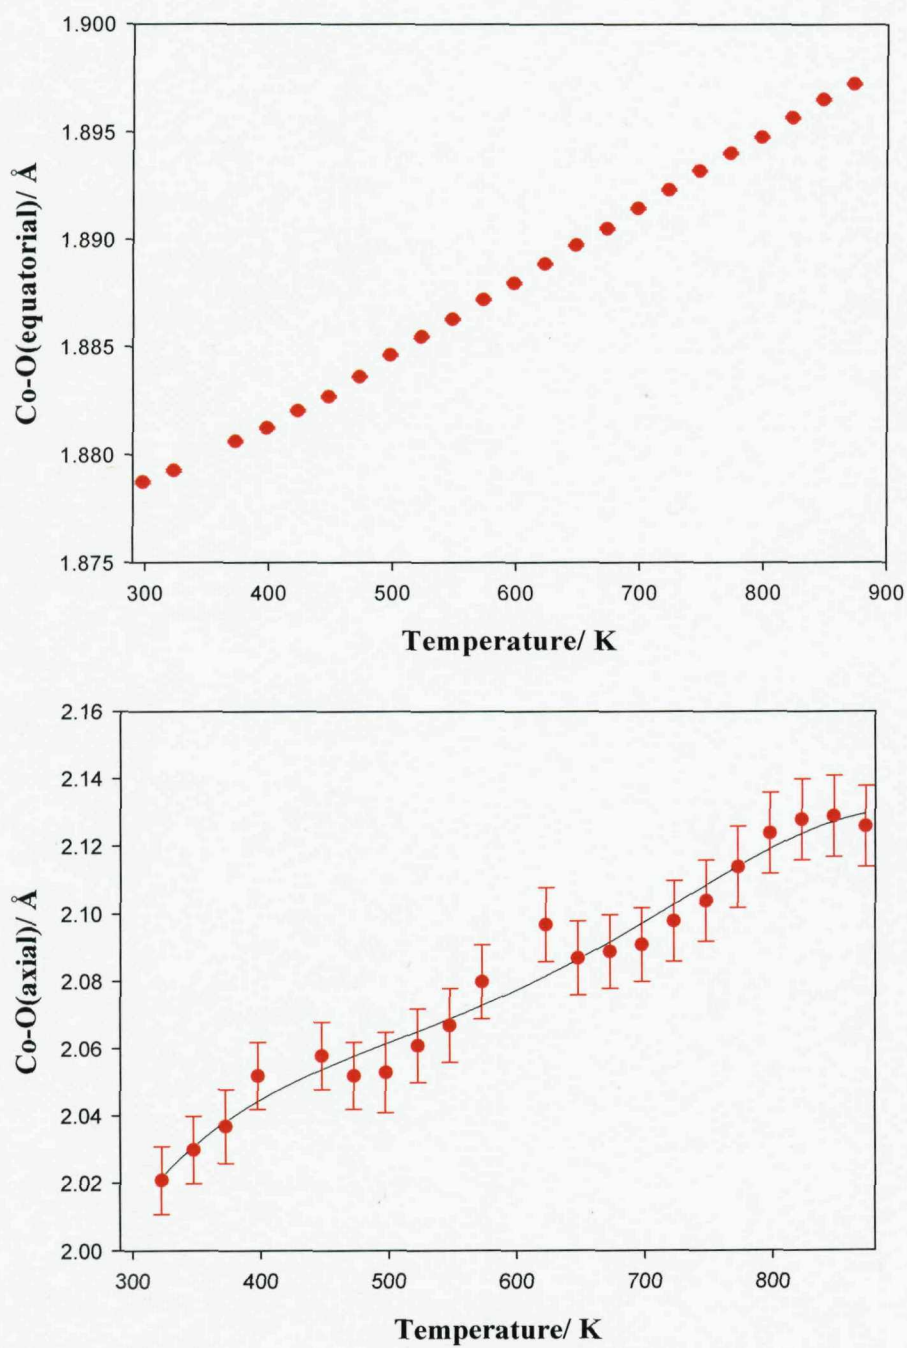 1.900
1.895
1.890
1.885
1.880
1.875
Co-O(equatorial)/ Å
300 400 500 600 700 800 900
Temperature/ K
2.16
2.14
2.12
2.10
2.08
2.06
2.04
2.02
2.00
Co-O(axial)/ Å
300 400 500 600 700 800
Temperature/ K